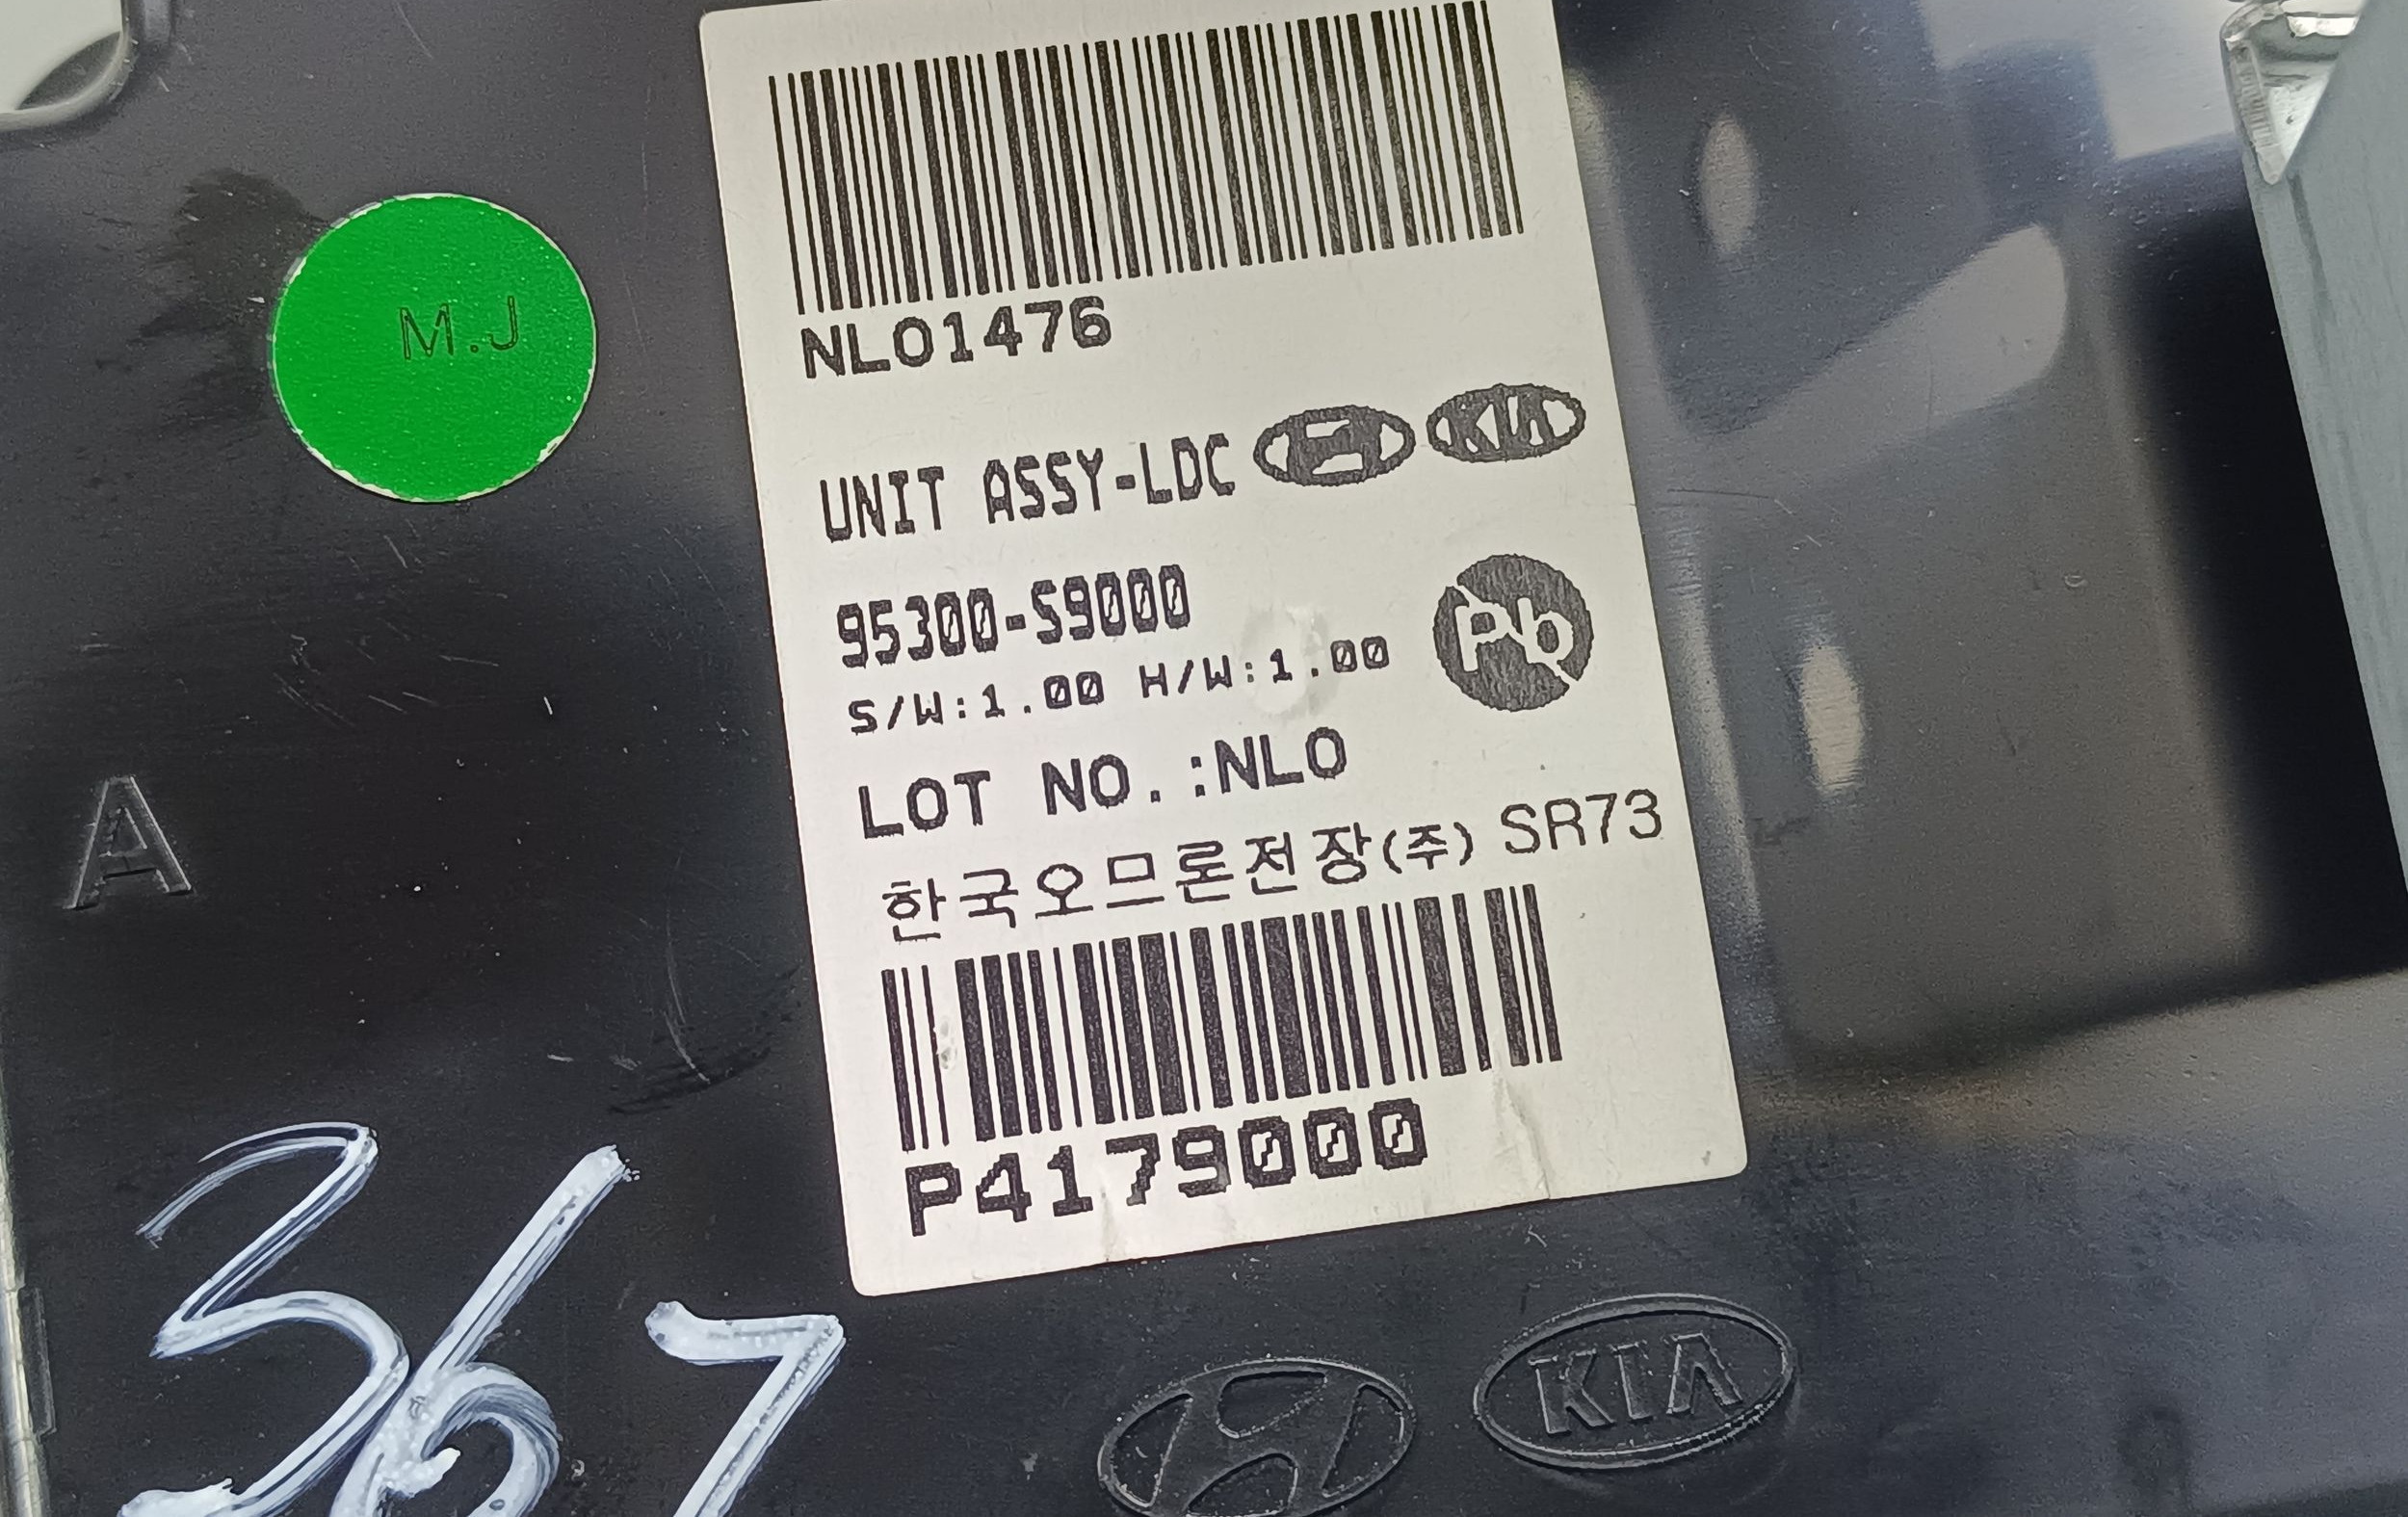 M.J
NLO1476
UNIT ASSY-LDC
KIA
95300-S9000
Pb
S/W:1.00 H/W:1.00
LOT NO.:NLO
한국오므론전장(주) SR73
A
P4179000
367
KIA